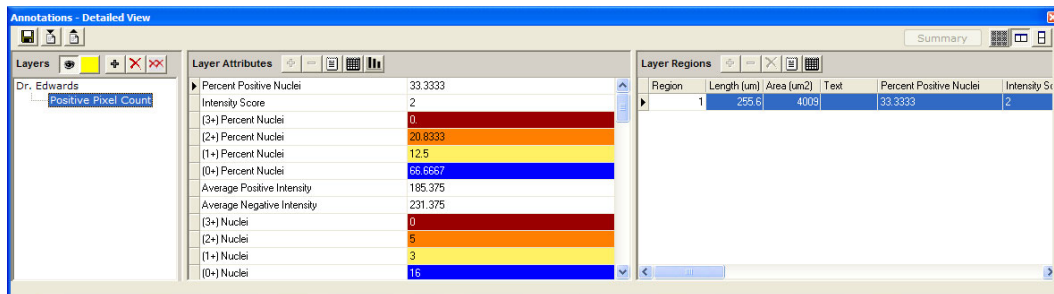 Annotations - Detailed View
Summary
Layers
Dr. Edwards
Positive Pixel Count
Layer Attributes
Percent Positive Nuclei 33.3333
Intensity Score 2
(3+) Percent Nuclei 0.
(2+) Percent Nuclei 20.8333
(1+) Percent Nuclei 12.5
(0+) Percent Nuclei 66.6667
Average Positive Intensity 185.375
Average Negative Intensity 231.375
(3+) Nuclei 0
(2+) Nuclei 5
(1+) Nuclei 3
(0+) Nuclei 16
Layer Regions
Region Length (um) Area (um2) Text Percent Positive Nuclei Intensity Sc
1 255.6 4009 33.3333 2